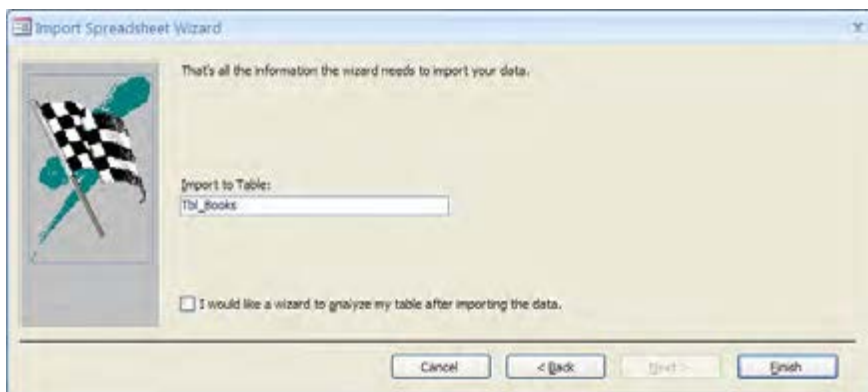 Import Spreadsheet Wizard
That's all the information the wizard needs to import your data.
Import to Table:
Tbl_Books
I would like a wizard to analyze my table after importing the data.
Cancel
< Back
Next >
Finish